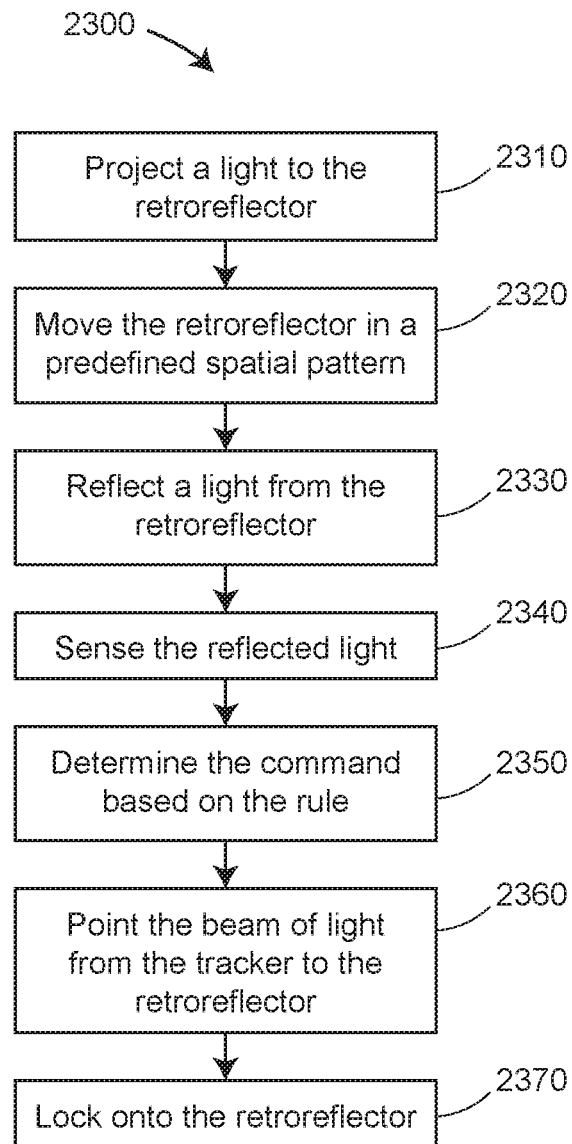 2300
Project a light to the
retroreflector
2310
Move the retroreflector in a
predefined spatial pattern
2320
Reflect a light from the
retroreflector
2330
Sense the reflected light
2340
Determine the command
based on the rule
2350
Point the beam of light
from the tracker to the
retroreflector
2360
Lock onto the retroreflector
2370